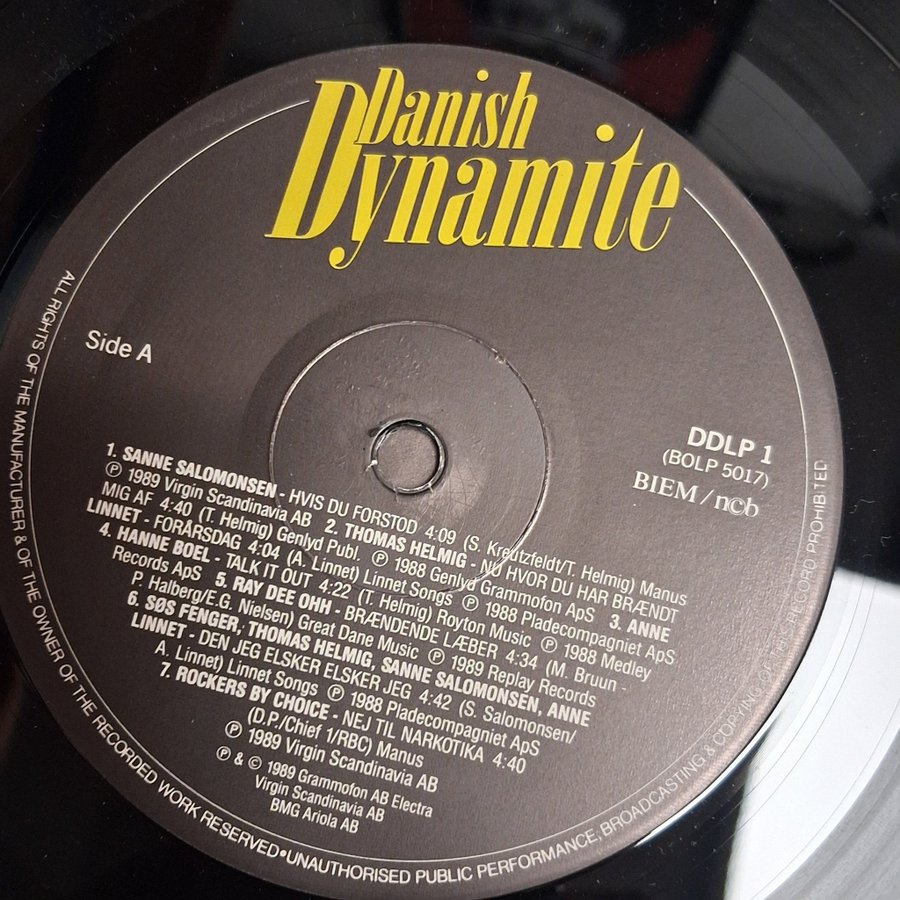 Danish
Dynamite
Side A
DDLP 1
(BOLP 5017)
BIEM / n©b
1. SANNE SALOMONSEN - HVIS DU FORSTOD 4:09 (S. Kreutzfeldt/T. Helmig) Manus
℗ 1989 Virgin Scandinavia AB 2. THOMAS HELMIG - NU HVOR DU HAR BRÆNDT
MIG AF 4:40 (T. Helmig) Genlyd Publ. ℗ 1988 Genlyd Grammofon ApS 3. ANNE
LINNET - FORÅRSDAG 4:04 (A. Linnet) Linnet Songs ℗ 1988 Pladecompagniet ApS
4. HANNE BOEL - TALK IT OUT 4:22 (T. Helmig) Royton Music ℗ 1988 Medley
Records ApS 5. RAY DEE OHH - BRÆNDENDE LÆBER 4:34 (M. Bruun -
P. Halberg/E.G. Nielsen) Great Dane Music ℗ 1989 Replay Records
6. SØS FENGER, THOMAS HELMIG, SANNE SALOMONSEN, ANNE
LINNET - DEN JEG ELSKER ELSKER JEG 4:42 (S. Salomonsen/
A. Linnet) Linnet Songs ℗ 1988 Pladecompagniet ApS
7. ROCKERS BY CHOICE - NEJ TIL NARKOTIKA 4:40
(D.P./Chief 1/RBC) Manus
℗ 1989 Virgin Scandinavia AB
℗ & © 1989 Grammofon AB Electra
Virgin Scandinavia AB
BMG Ariola AB
ALL RIGHTS OF THE MANUFACTURER & OF THE OWNER OF THE RECORDED WORK RESERVED•UNAUTHORISED PUBLIC PERFORMANCE, BROADCASTING & COPYING OF THIS RECORD PROHIBITED